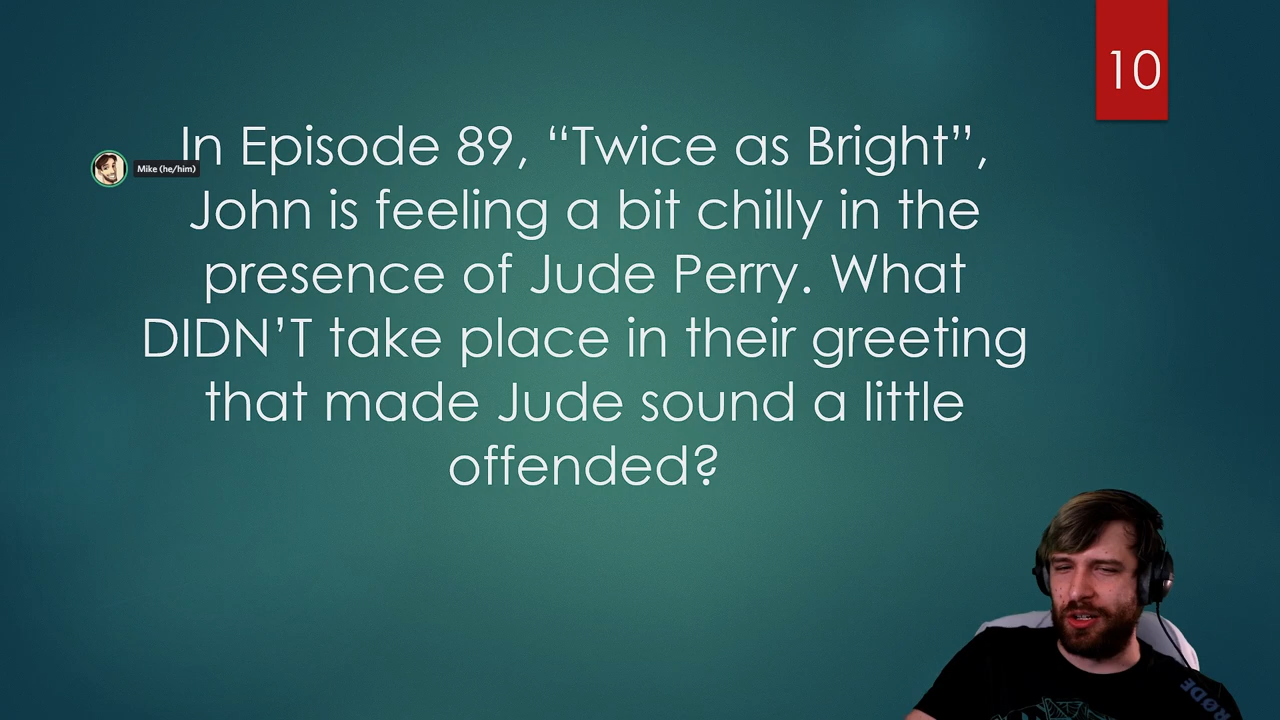 10
In Episode 89, “Twice as Bright”,
Mike (he/him)
John is feeling a bit chilly in the
presence of Jude Perry. What
DIDN’T take place in their greeting
that made Jude sound a little
offended?
RØDE